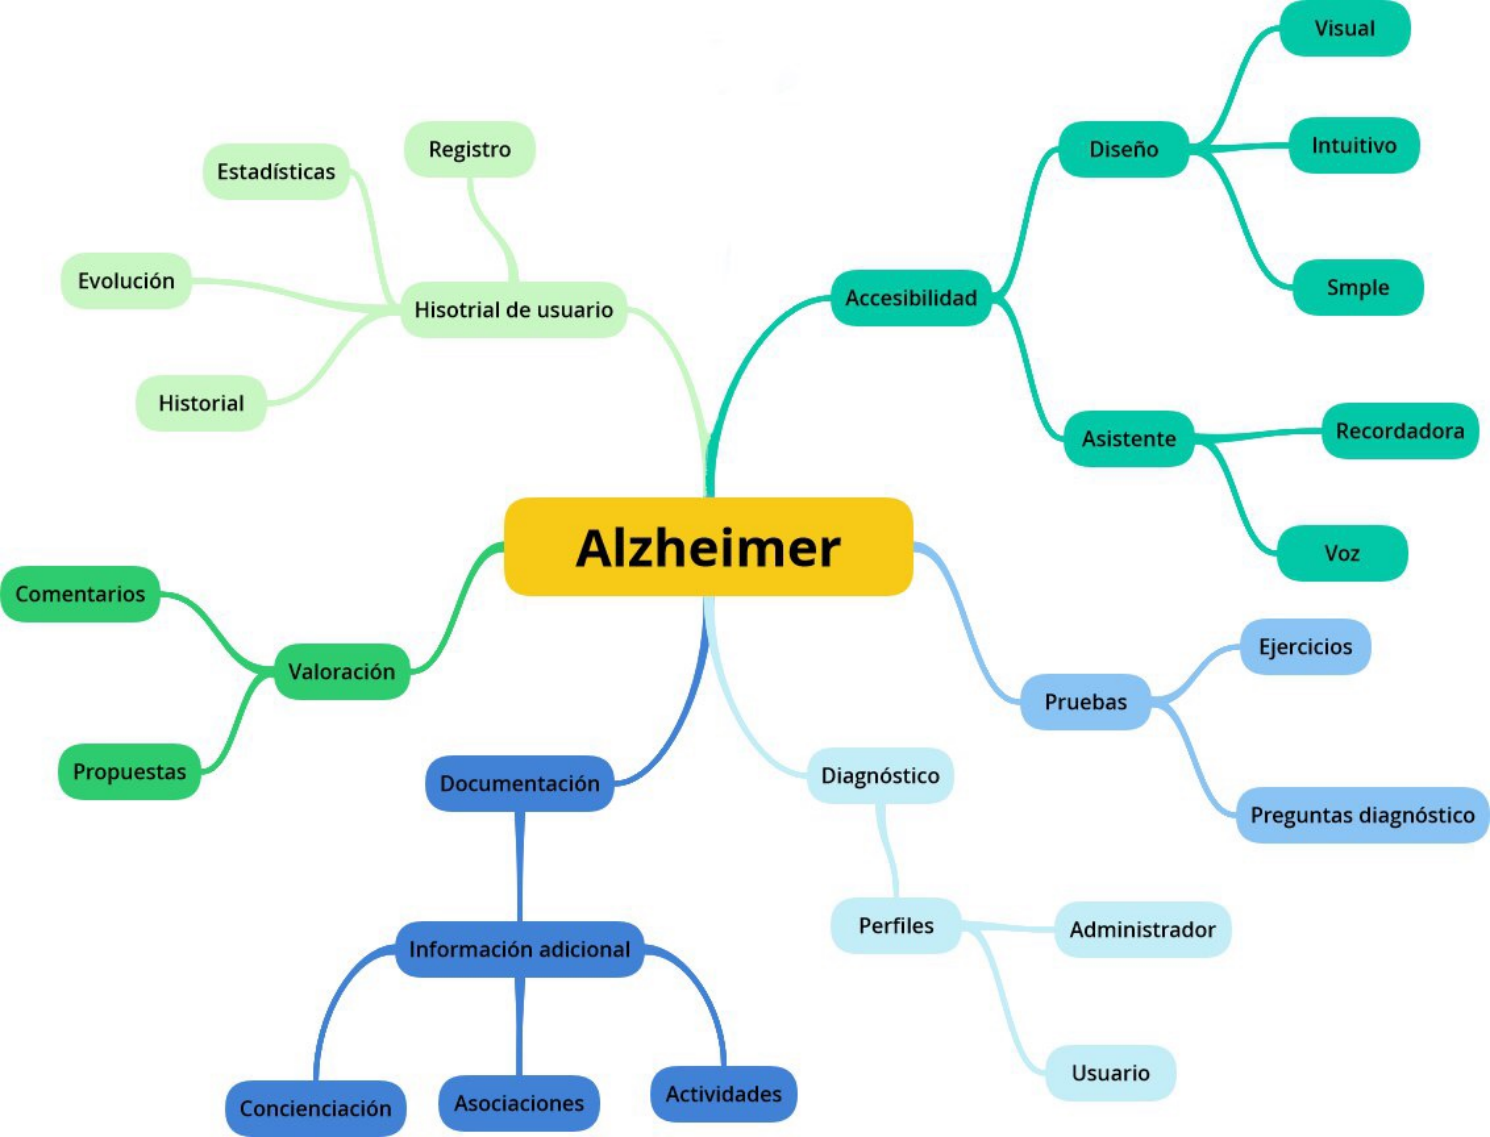 Visual
Diseño
Intuitivo
Smple
Accesibilidad
Asistente
Recordadora
Voz
Registro
Estadísticas
Evolución
Hisotrial de usuario
Historial
Alzheimer
Comentarios
Valoración
Propuestas
Ejercicios
Pruebas
Preguntas diagnóstico
Documentación
Información adicional
Concienciación
Asociaciones
Actividades
Diagnóstico
Perfiles
Administrador
Usuario